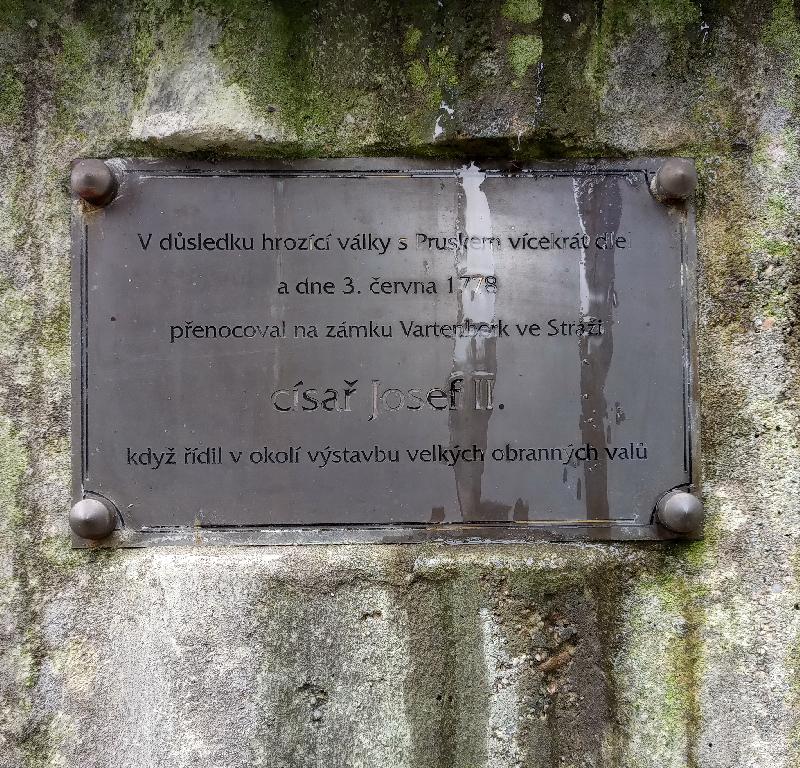 V důsledku hrozící války s Pruskem vícekrát dlel
a dne 3. června 1778
přenocoval na zámku Vartenberk ve Stráži
císař Josef II.
když řídil v okolí výstavbu velkých obranných valů